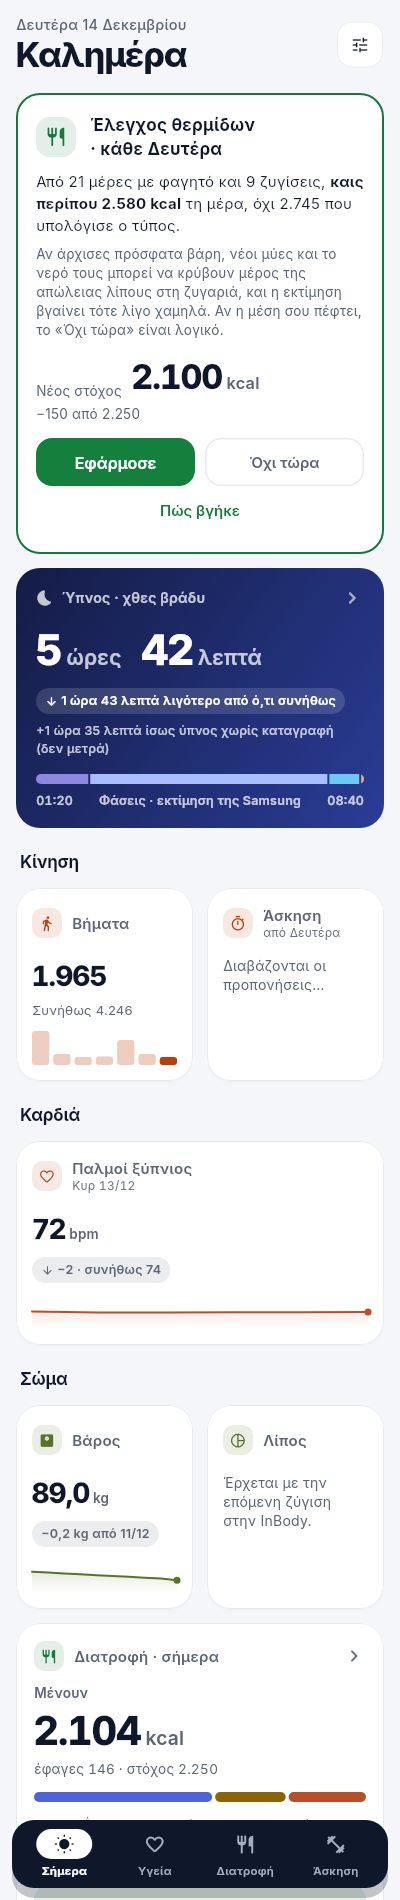 Δευτέρα 14 Δεκεμβρίου
Καλημέρα
Έλεγχος θερμίδων
· κάθε Δευτέρα
Από 21 μέρες με φαγητό και 9 ζυγίσεις, καις
περίπου 2.580 kcal τη μέρα, όχι 2.745 που
υπολόγισε ο τύπος.
Αν άρχισες πρόσφατα βάρη, νέοι μύες και το
νερό τους μπορεί να κρύβουν μέρος της
απώλειας λίπους στη ζυγαριά, και η εκτίμηση
βγαίνει τότε λίγο χαμηλά. Αν η μέση σου πέφτει,
το «Όχι τώρα» είναι λογικό.
Νέος στόχος 2.100 kcal
−150 από 2.250
Εφάρμοσε
Όχι τώρα
Πώς βγήκε
Ύπνος · χθες βράδυ
5 ώρες 42 λεπτά
↓ 1 ώρα 43 λεπτά λιγότερο από ό,τι συνήθως
+1 ώρα 35 λεπτά ίσως ύπνος χωρίς καταγραφή
(δεν μετρά)
01:20 Φάσεις · εκτίμηση της Samsung 08:40
Κίνηση
Βήματα
1.965
Συνήθως 4.246
Άσκηση
από Δευτέρα
Διαβάζονται οι
προπονήσεις…
Καρδιά
Παλμοί ξύπνιος
Κυρ 13/12
72 bpm
↓ −2 · συνήθως 74
Σώμα
Βάρος
89,0 kg
−0,2 kg από 11/12
Λίπος
Έρχεται με την
επόμενη ζύγιση
στην InBody.
Διατροφή · σήμερα
Μένουν
2.104 kcal
έφαγες 146 · στόχος 2.250
Σήμερα
Υγεία
Διατροφή
Άσκηση